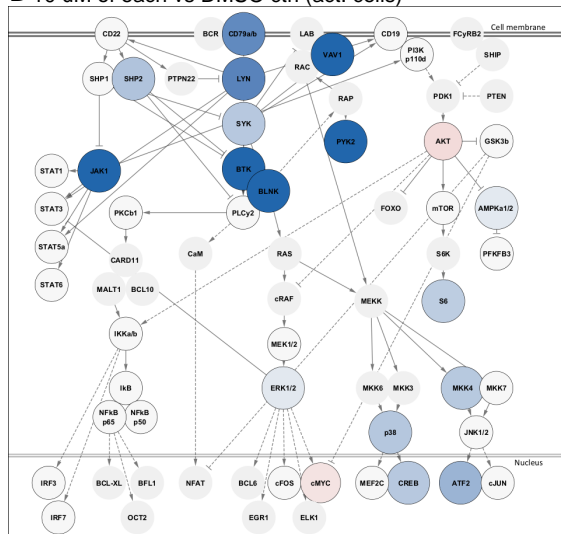 Cell membrane
CD22
BCR
CD79a/b
LAB
CD19
FCyRB2
VAV1
PI3K
p110d
SHIP
RAC
SHP1
SHP2
PTPN22
LYN
RAP
PDK1
PTEN
SYK
PYK2
AKT
GSK3b
STAT1
JAK1
BTK
BLNK
STAT3
PKCb1
PLCy2
FOXO
mTOR
AMPKa1/2
STAT5a
CARD11
CaM
RAS
S6K
PFKFB3
STAT6
MALT1
BCL10
cRAF
MEKK
S6
IKKa/b
MEK1/2
IkB
ERK1/2
MKK6
MKK3
MKK4
MKK7
NFkB
p65
NFkB
p50
p38
JNK1/2
Nucleus
IRF3
BCL-XL
BFL1
NFAT
BCL6
cFOS
cMYC
MEF2C
CREB
ATF2
cJUN
IRF7
OCT2
EGR1
ELK1